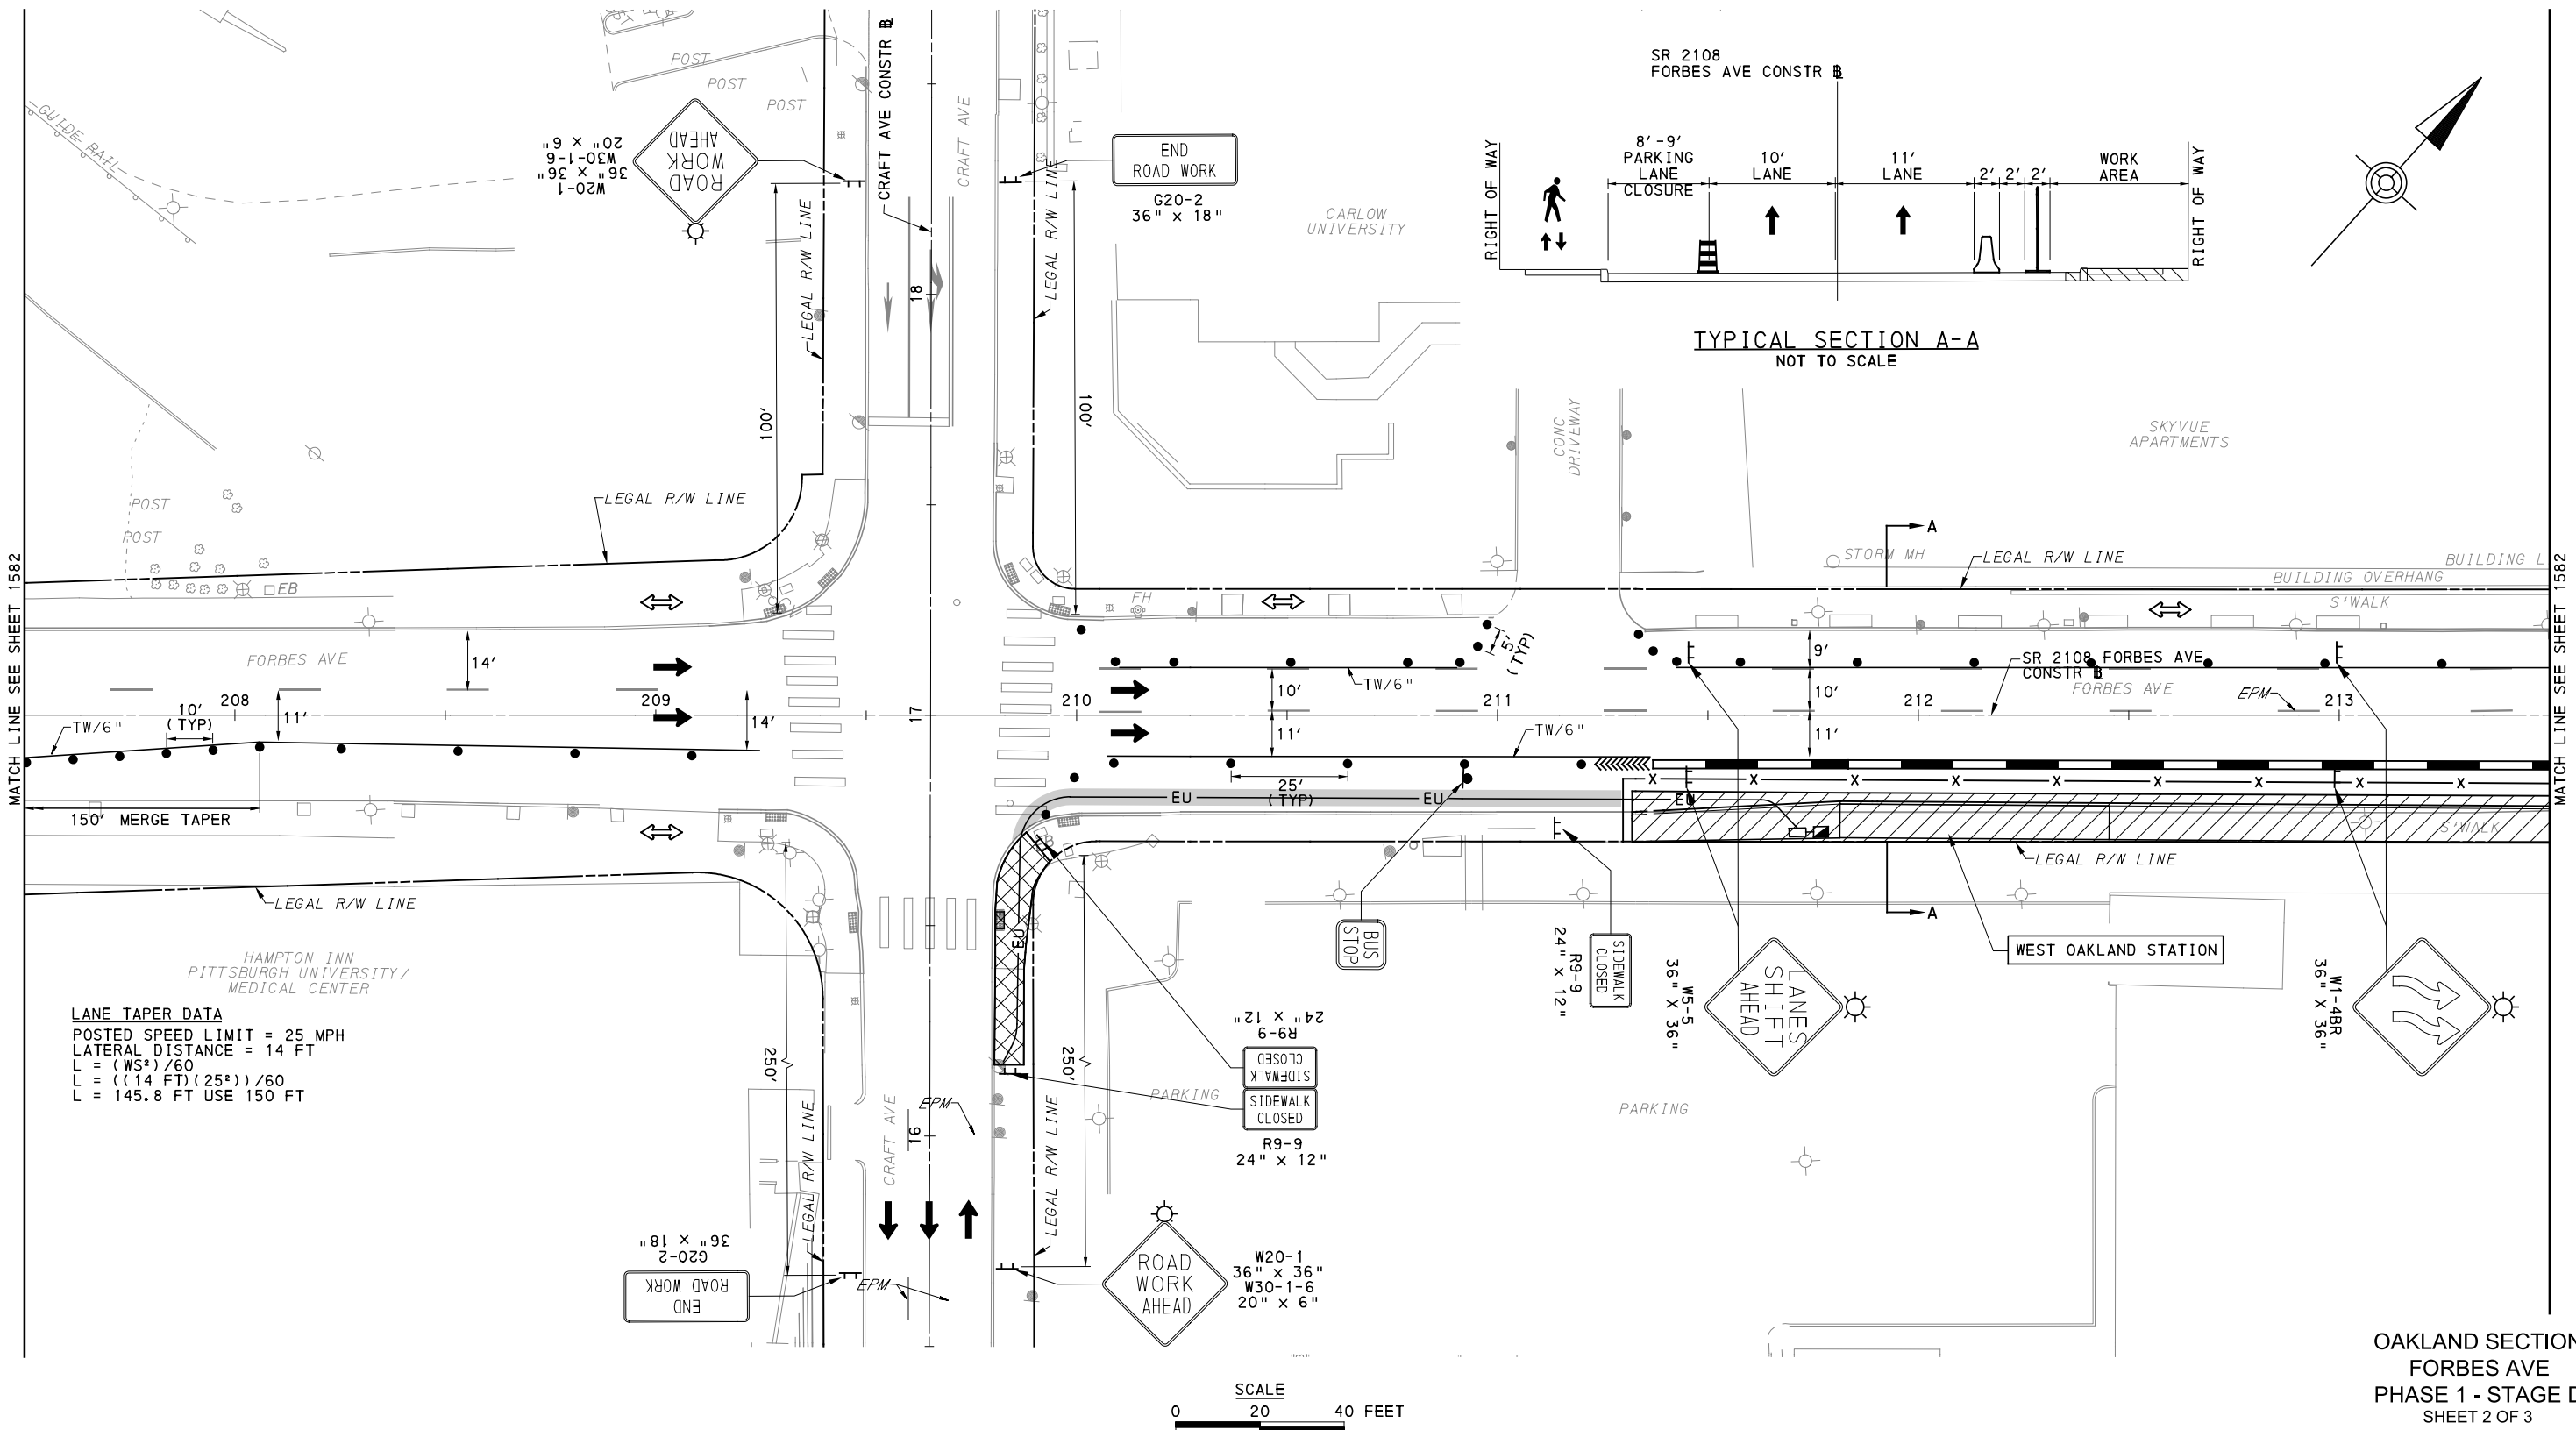 CRAFT AVE CONSTR ℄
CRAFT AVE
POST
POST
POST
GUIDE RAIL
ROAD
WORK
AHEAD
W20-1
36" x 36"
W30-1-6
20" x 6"
END
ROAD WORK
G20-2
36" x 18"
LEGAL R/W LINE
LEGAL R/W LINE
18
100'
100'
CARLOW
UNIVERSITY
SR 2108
FORBES AVE CONSTR
RIGHT OF WAY
8'-9'
PARKING
LANE
CLOSURE
10'
LANE
11'
LANE
2'
2'
2'
WORK
AREA
RIGHT OF WAY
TYPICAL SECTION A-A
NOT TO SCALE
CONC
DRIVEWAY
SKYVUE
APARTMENTS
POST
POST
EB
LEGAL R/W LINE
A
STORM MH
LEGAL R/W LINE
BUILDING L
BUILDING OVERHANG
S'WALK
FH
MATCH LINE SEE SHEET 1582
MATCH LINE SEE SHEET 1582
FORBES AVE
14'
208
209
10'
(TYP)
11'
14'
TW/6"
150' MERGE TAPER
17
210
10'
11'
TW/6"
5'
(TYP)
211
TW/6"
25'
(TYP)
9'
10'
11'
SR 2108 FORBES AVE
CONSTR
FORBES AVE
212
EPM
213
X X X X X X X X X
EU
EU
EU
EU
S'WALK
LEGAL R/W LINE
LEGAL R/W LINE
A
HAMPTON INN
PITTSBURGH UNIVERSITY/
MEDICAL CENTER
LANE TAPER DATA
POSTED SPEED LIMIT = 25 MPH
LATERAL DISTANCE = 14 FT
L = (WS²)/60
L = ((14 FT)(25²))/60
L = 145.8 FT USE 150 FT
250'
250'
BUS
STOP
SIDEWALK
CLOSED
R9-9
24" x 12"
LANES
SHIFT
AHEAD
W5-5
36" X 36"
WEST OAKLAND STATION
W1-4BR
36" X 36"
R9-9
24" x 12"
SIDEWALK
CLOSED
SIDEWALK
CLOSED
R9-9
24" x 12"
PARKING
PARKING
EPM
16
CRAFT AVE
LEGAL R/W LINE
LEGAL R/W LINE
G20-2
36" x 18"
END
ROAD WORK
EPM
ROAD
WORK
AHEAD
W20-1
36" x 36"
W30-1-6
20" x 6"
SCALE
0 20 40 FEET
OAKLAND SECTION
FORBES AVE
PHASE 1 - STAGE D
SHEET 2 OF 3